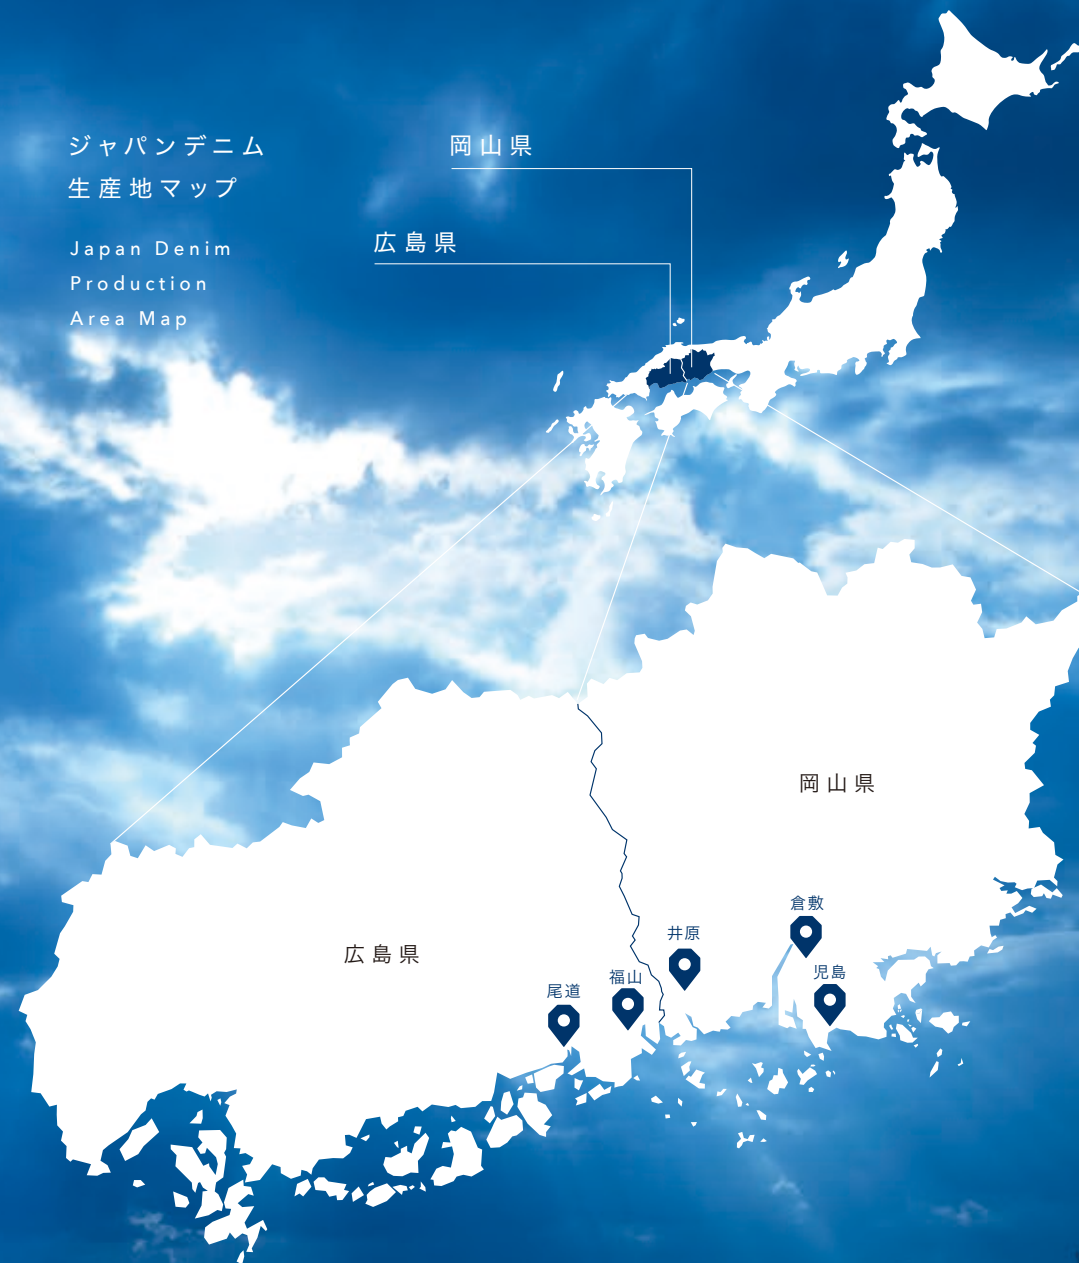 ジャパンデニム
生産地マップ
Japan Denim
Production
Area Map
岡山県
広島県
岡山県
広島県
倉敷
井原
児島
福山
尾道